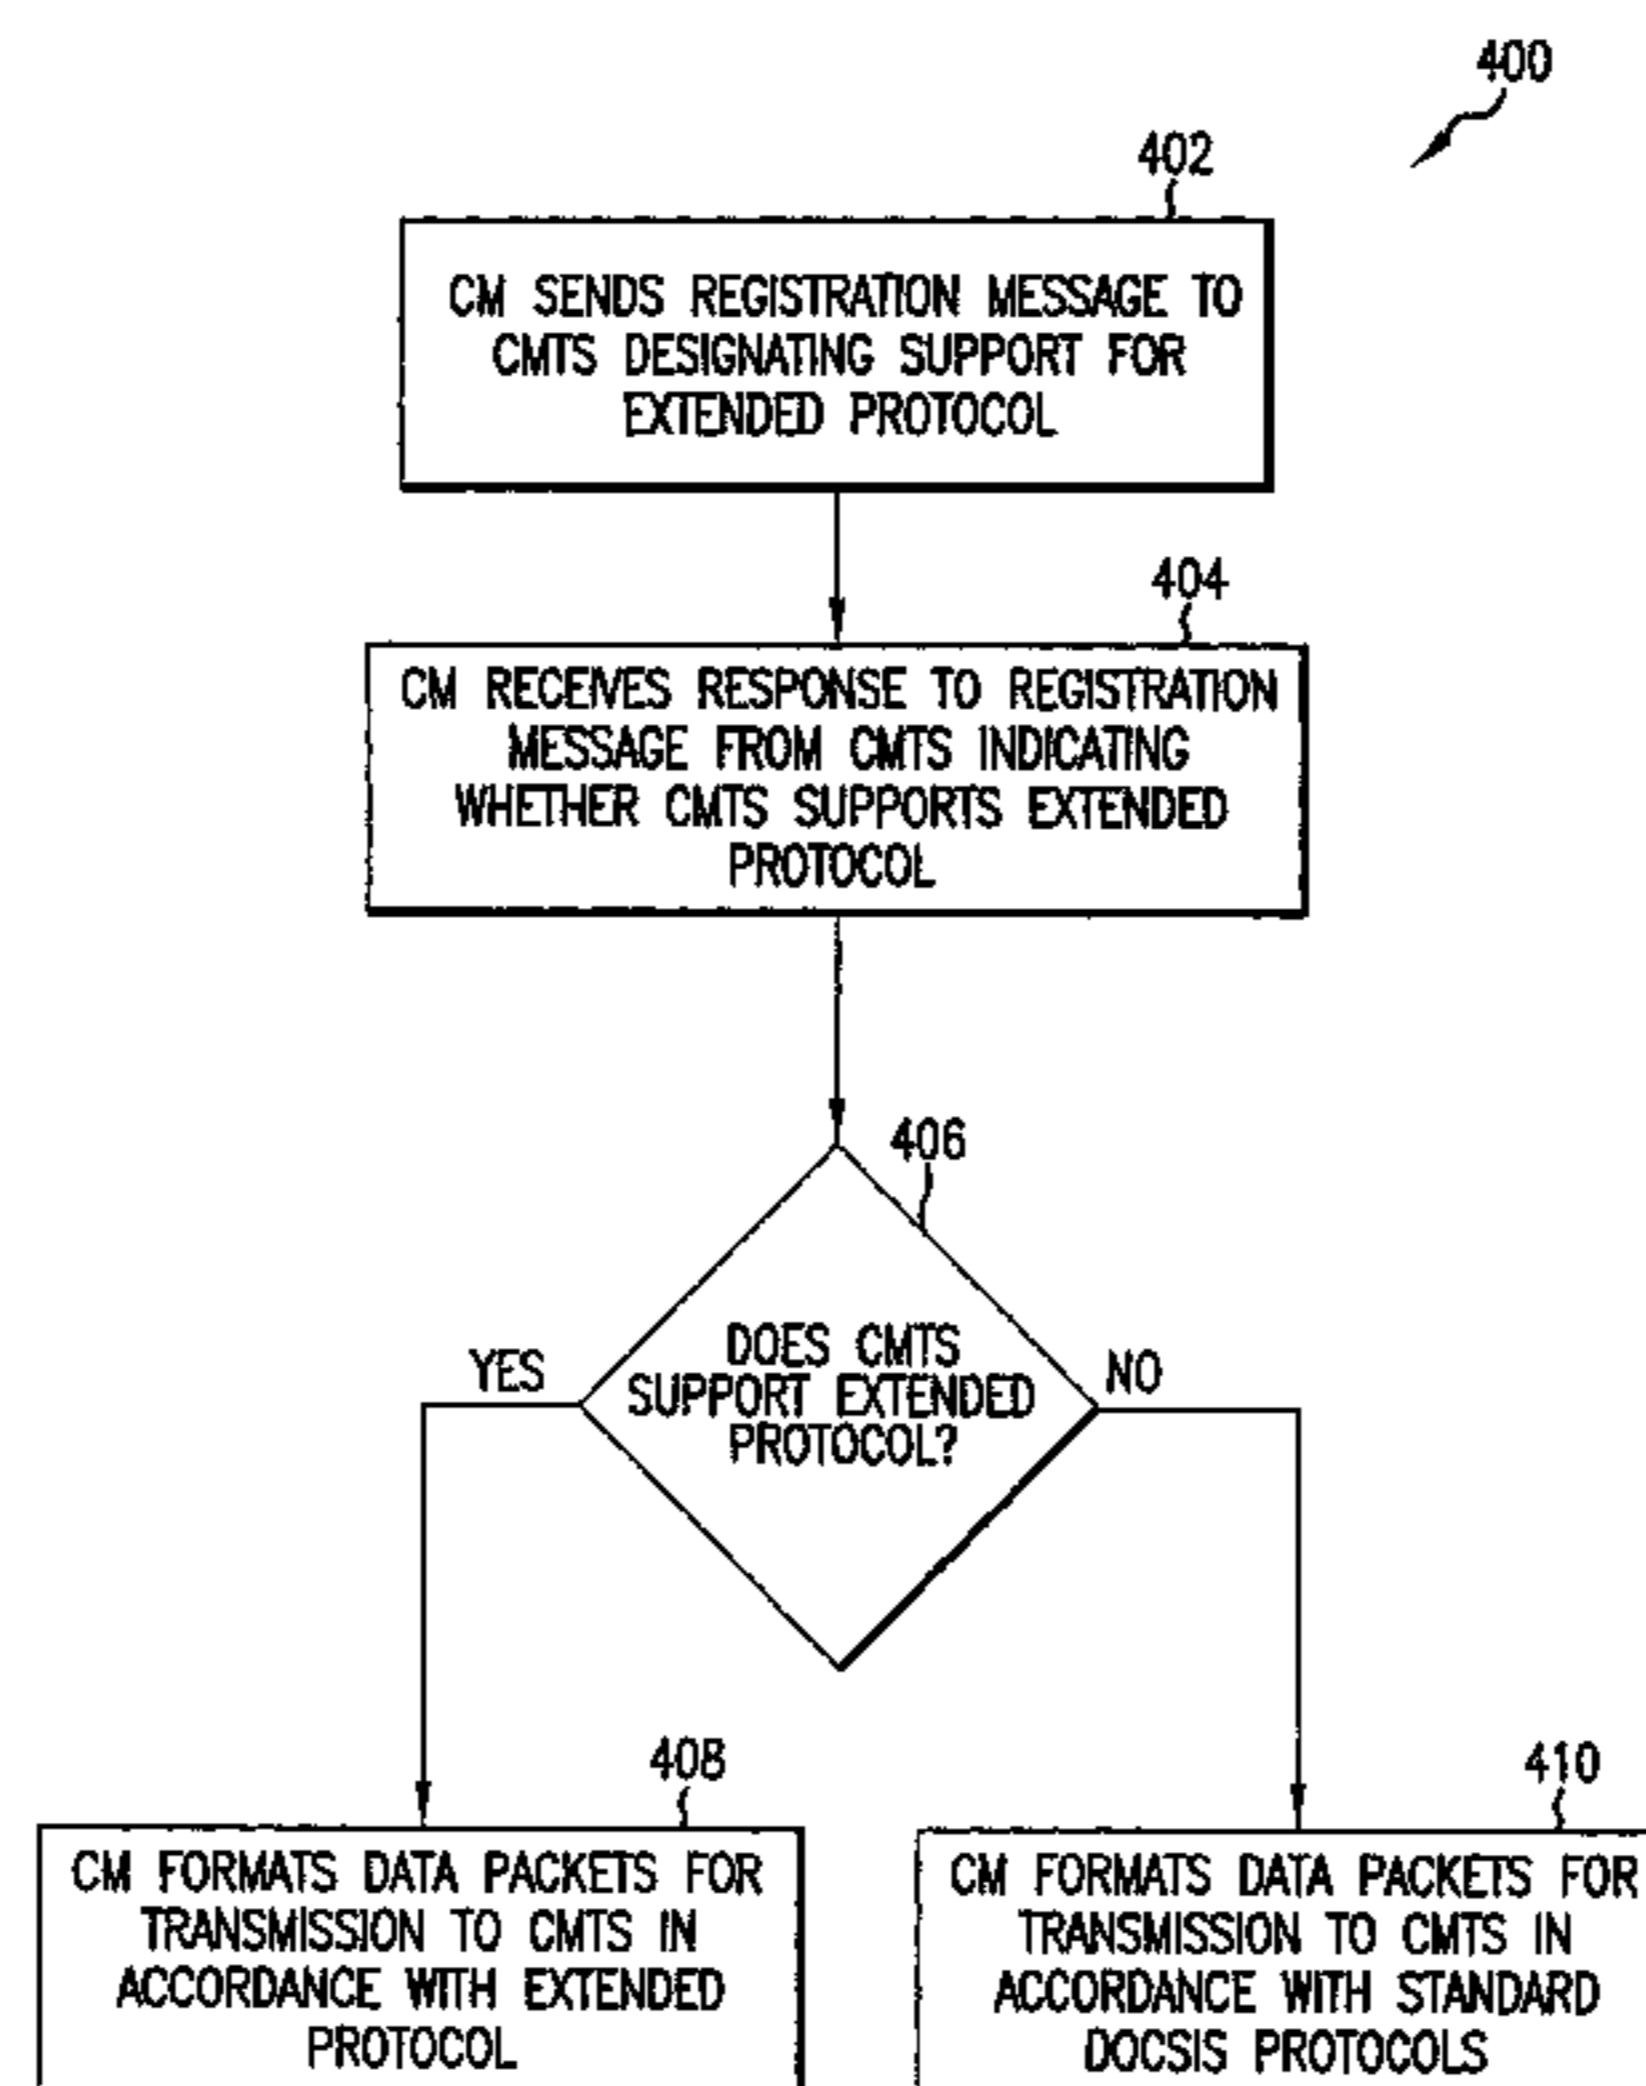 400
402
CM SENDS REGISTRATION MESSAGE TO
CMTS DESIGNATING SUPPORT FOR
EXTENDED PROTOCOL
404
CM RECEIVES RESPONSE TO REGISTRATION
MESSAGE FROM CMTS INDICATING
WHETHER CMTS SUPPORTS EXTENDED
PROTOCOL
406
DOES CMTS
SUPPORT EXTENDED
PROTOCOL?
YES
NO
408
CM FORMATS DATA PACKETS FOR
TRANSMISSION TO CMTS IN
ACCORDANCE WITH EXTENDED
PROTOCOL
410
CM FORMATS DATA PACKETS FOR
TRANSMISSION TO CMTS IN
ACCORDANCE WITH STANDARD
DOCSIS PROTOCOLS